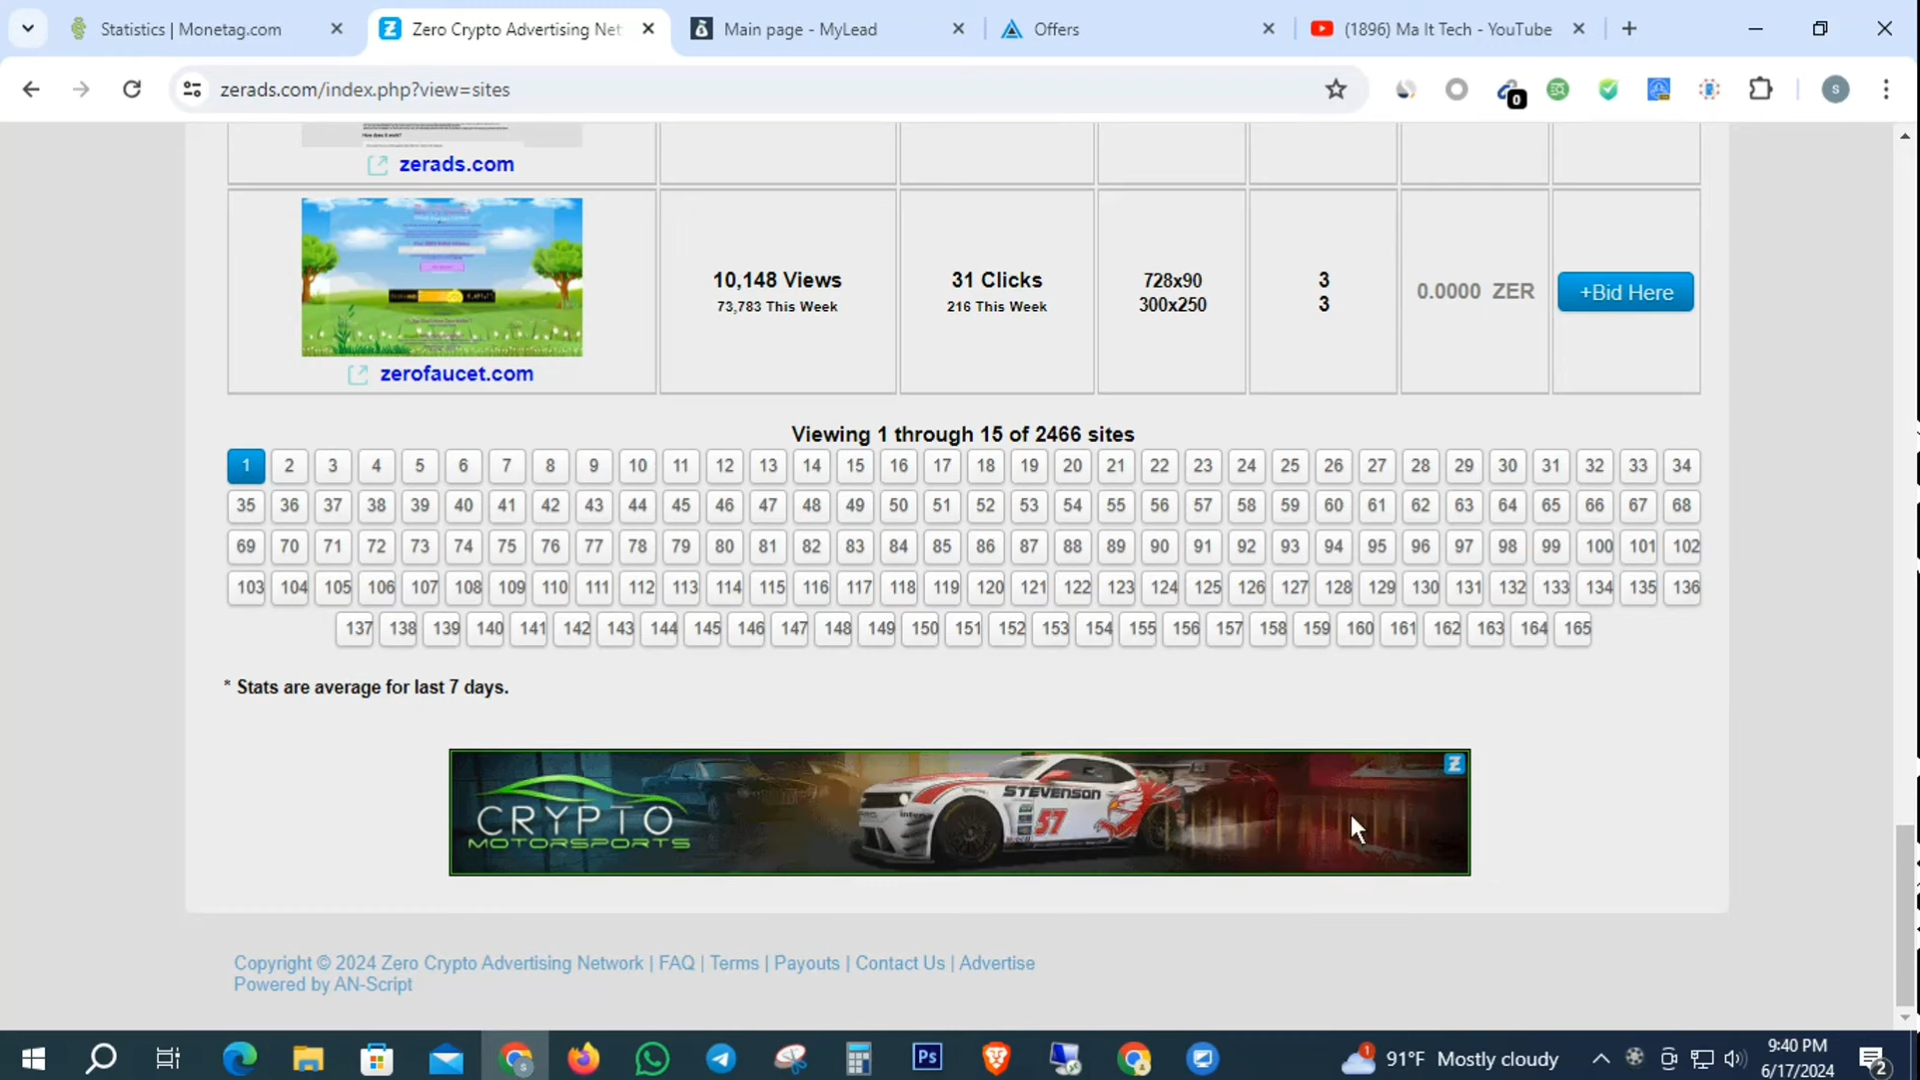 Statistics | Monetag.com
Zero Crypto Advertising Net
Main page - MyLead
Offers
(1896) Ma It Tech - YouTube
zerads.com/index.php?view=sites
0
s
zerads.com
10,148 Views
73,783 This Week
31 Clicks
216 This Week
728x90
300x250
3
3
0.0000 ZER
+Bid Here
zerofaucet.com
Viewing 1 through 15 of 2466 sites
1 2 3 4 5 6 7 8 9 10 11 12 13 14 15 16 17 18 19 20 21 22 23 24 25 26 27 28 29 30 31 32 33 34
35 36 37 38 39 40 41 42 43 44 45 46 47 48 49 50 51 52 53 54 55 56 57 58 59 60 61 62 63 64 65 66 67 68
69 70 71 72 73 74 75 76 77 78 79 80 81 82 83 84 85 86 87 88 89 90 91 92 93 94 95 96 97 98 99 100 101 102
103 104 105 106 107 108 109 110 111 112 113 114 115 116 117 118 119 120 121 122 123 124 125 126 127 128 129 130 131 132 133 134 135 136
137 138 139 140 141 142 143 144 145 146 147 148 149 150 151 152 153 154 155 156 157 158 159 160 161 162 163 164 165
* Stats are average for last 7 days.
CRYPTO
MOTORSPORTS
STEVENSON
57
Z
Copyright © 2024 Zero Crypto Advertising Network | FAQ | Terms | Payouts | Contact Us | Advertise
Powered by AN-Script
Ps
1
91°F Mostly cloudy
9:40 PM
6/17/2024
2